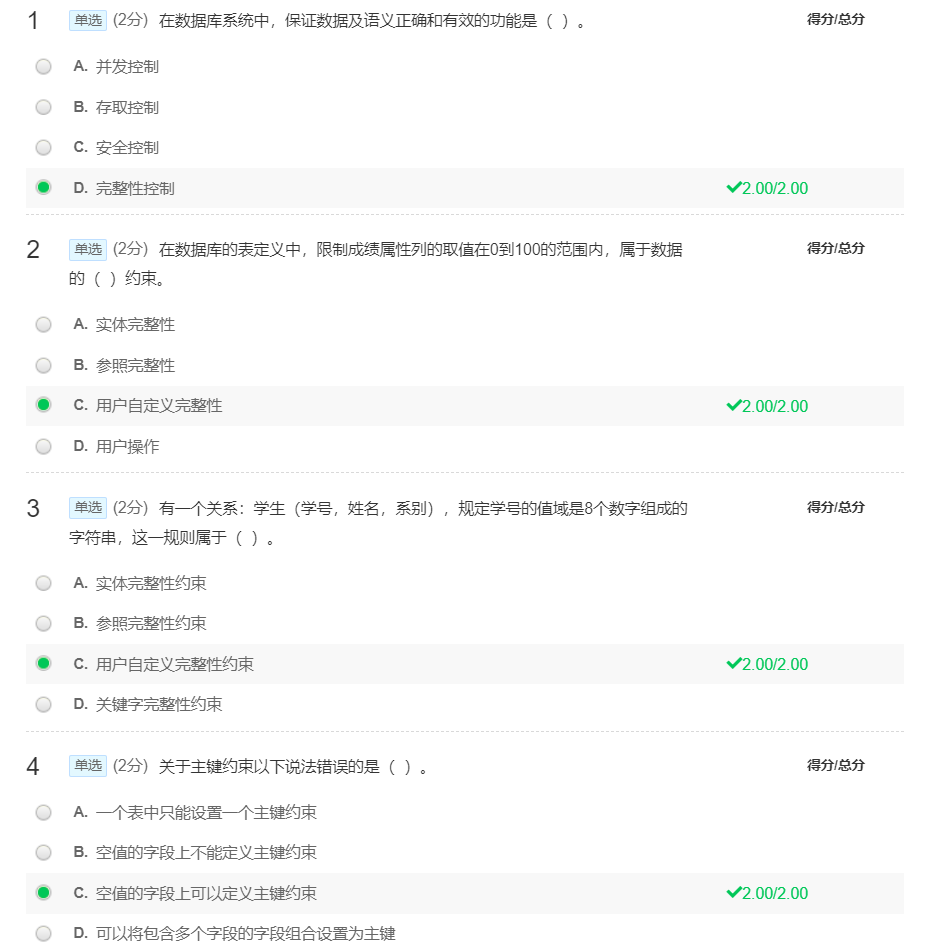 1 单选 (2分) 在数据库系统中，保证数据及语义正确和有效的功能是（ ）。 得分/总分
A. 并发控制
B. 存取控制
C. 安全控制
D. 完整性控制 2.00/2.00
2 单选 (2分) 在数据库的表定义中，限制成绩属性列的取值在0到100的范围内，属于数据 得分/总分
的（ ）约束。
A. 实体完整性
B. 参照完整性
C. 用户自定义完整性 2.00/2.00
D. 用户操作
3 单选 (2分) 有一个关系：学生（学号，姓名，系别），规定学号的值域是8个数字组成的 得分/总分
字符串，这一规则属于（ ）。
A. 实体完整性约束
B. 参照完整性约束
C. 用户自定义完整性约束 2.00/2.00
D. 关键字完整性约束
4 单选 (2分) 关于主键约束以下说法错误的是（ ）。 得分/总分
A. 一个表中只能设置一个主键约束
B. 空值的字段上不能定义主键约束
C. 空值的字段上可以定义主键约束 2.00/2.00
D. 可以将包含多个字段的字段组合设置为主键